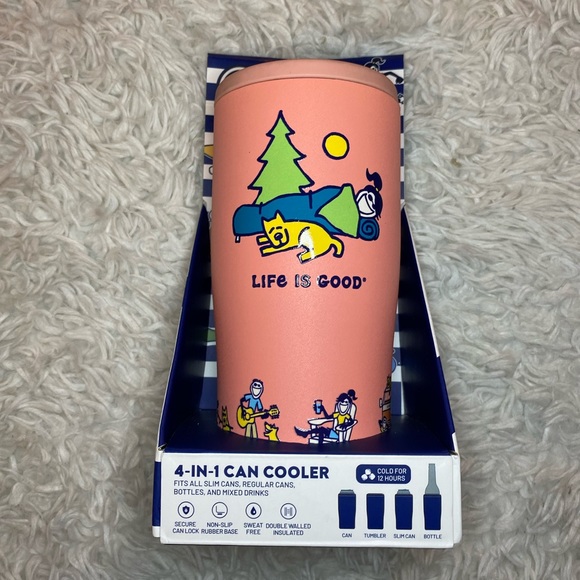 LIFE IS GOOD®
4-IN-1 CAN COOLER
FITS ALL SLIM CANS, REGULAR CANS,
BOTTLES, AND MIXED DRINKS
COLD FOR
12 HOURS
SECURE
CAN LOCK
NON-SLIP
RUBBER BASE
SWEAT
FREE
DOUBLE WALLED
INSULATED
CAN
TUMBLER
SLIM CAN
BOTTLE